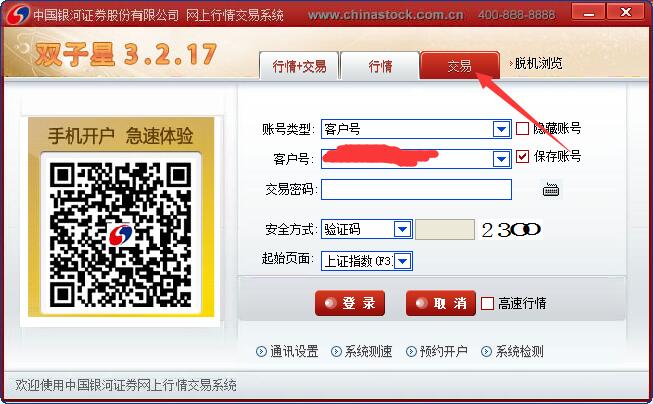 中国银河证券股份有限公司 网上行情交易系统 www.chinastock.com.cn 400-888-8888
双子星 3.2.17
行情+交易 行情 交易 脱机浏览
手机开户 急速体验
账号类型: 客户号 隐藏账号
客户号: 保存账号
交易密码:
安全方式: 验证码 2300
起始页面: 上证指数(F3)
登录 取消 高速行情
通讯设置 系统测速 预约开户 系统检测
欢迎使用中国银河证券网上行情交易系统